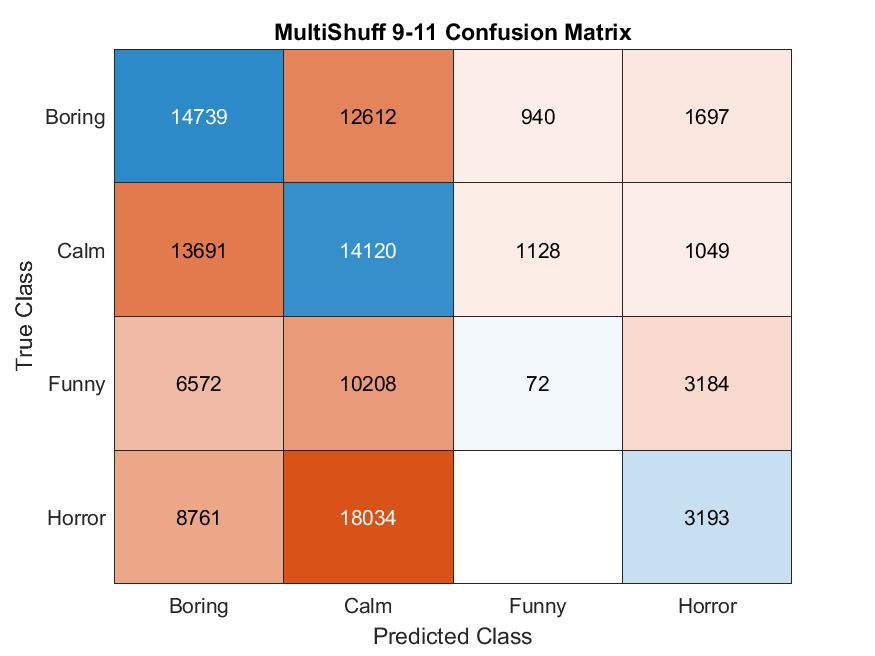 MultiShuff 9-11 Confusion Matrix
True Class
Boring 14739 12612 940 1697
Calm 13691 14120 1128 1049
Funny 6572 10208 72 3184
Horror 8761 18034 3193
Boring Calm Funny Horror
Predicted Class